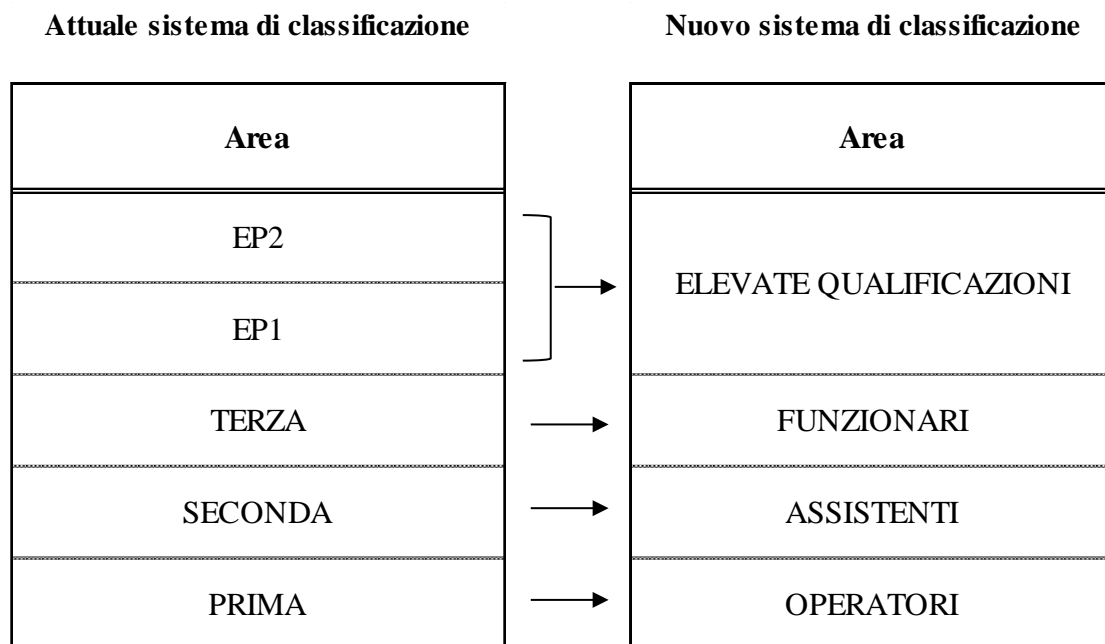 Attuale sistema di classificazione
Nuovo sistema di classificazione
Area
Area
EP2
EP1
ELEVATE QUALIFICAZIONI
TERZA
FUNZIONARI
SECONDA
ASSISTENTI
PRIMA
OPERATORI